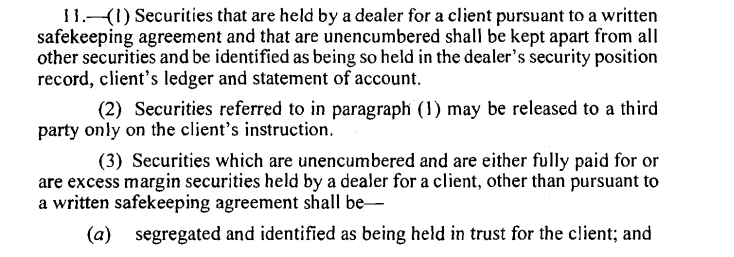 11.—(1) Securities that are held by a dealer for a client pursuant to a written
safekeeping agreement and that are unencumbered shall be kept apart from all
other securities and be identified as being so held in the dealer's security position
record, client's ledger and statement of account.
(2) Securities referred to in paragraph (1) may be released to a third
party only on the client's instruction.
(3) Securities which are unencumbered and are either fully paid for or
are excess margin securities held by a dealer for a client, other than pursuant to
a written safekeeping agreement shall be—
(a) segregated and identified as being held in trust for the client; and